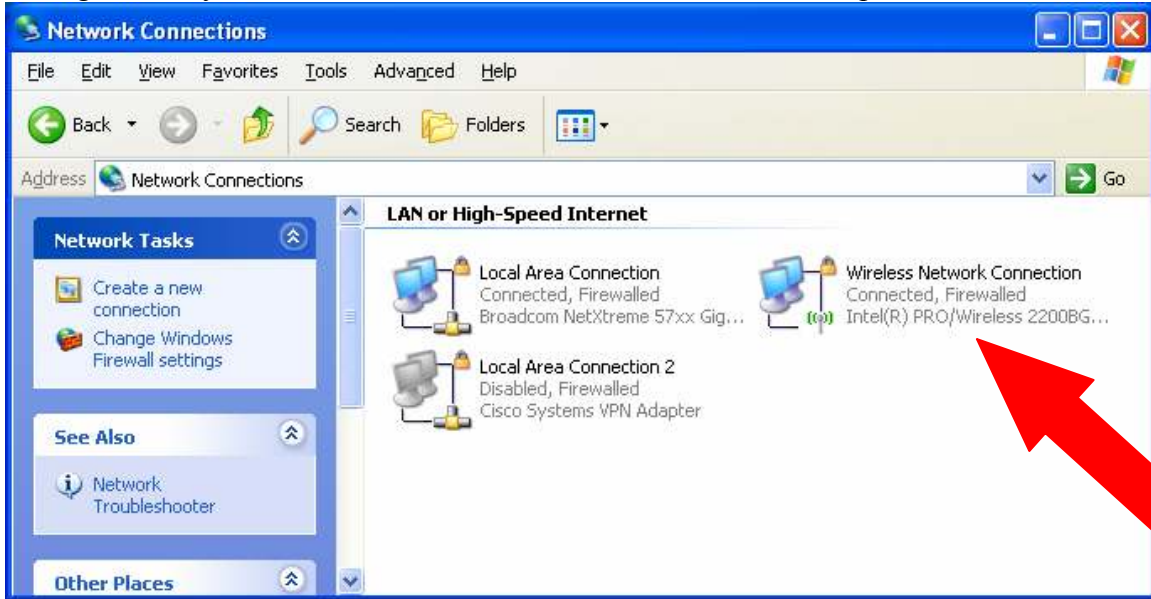 Network Connections
File Edit View Favorites Tools Advanced Help
Back Search Folders
Address Network Connections Go
Network Tasks
Create a new
connection
Change Windows
Firewall settings
See Also
Network
Troubleshooter
Other Places
LAN or High-Speed Internet
Local Area Connection
Connected, Firewalled
Broadcom NetXtreme 57xx Gig...
Wireless Network Connection
Connected, Firewalled
Intel(R) PRO/Wireless 2200BG...
Local Area Connection 2
Disabled, Firewalled
Cisco Systems VPN Adapter